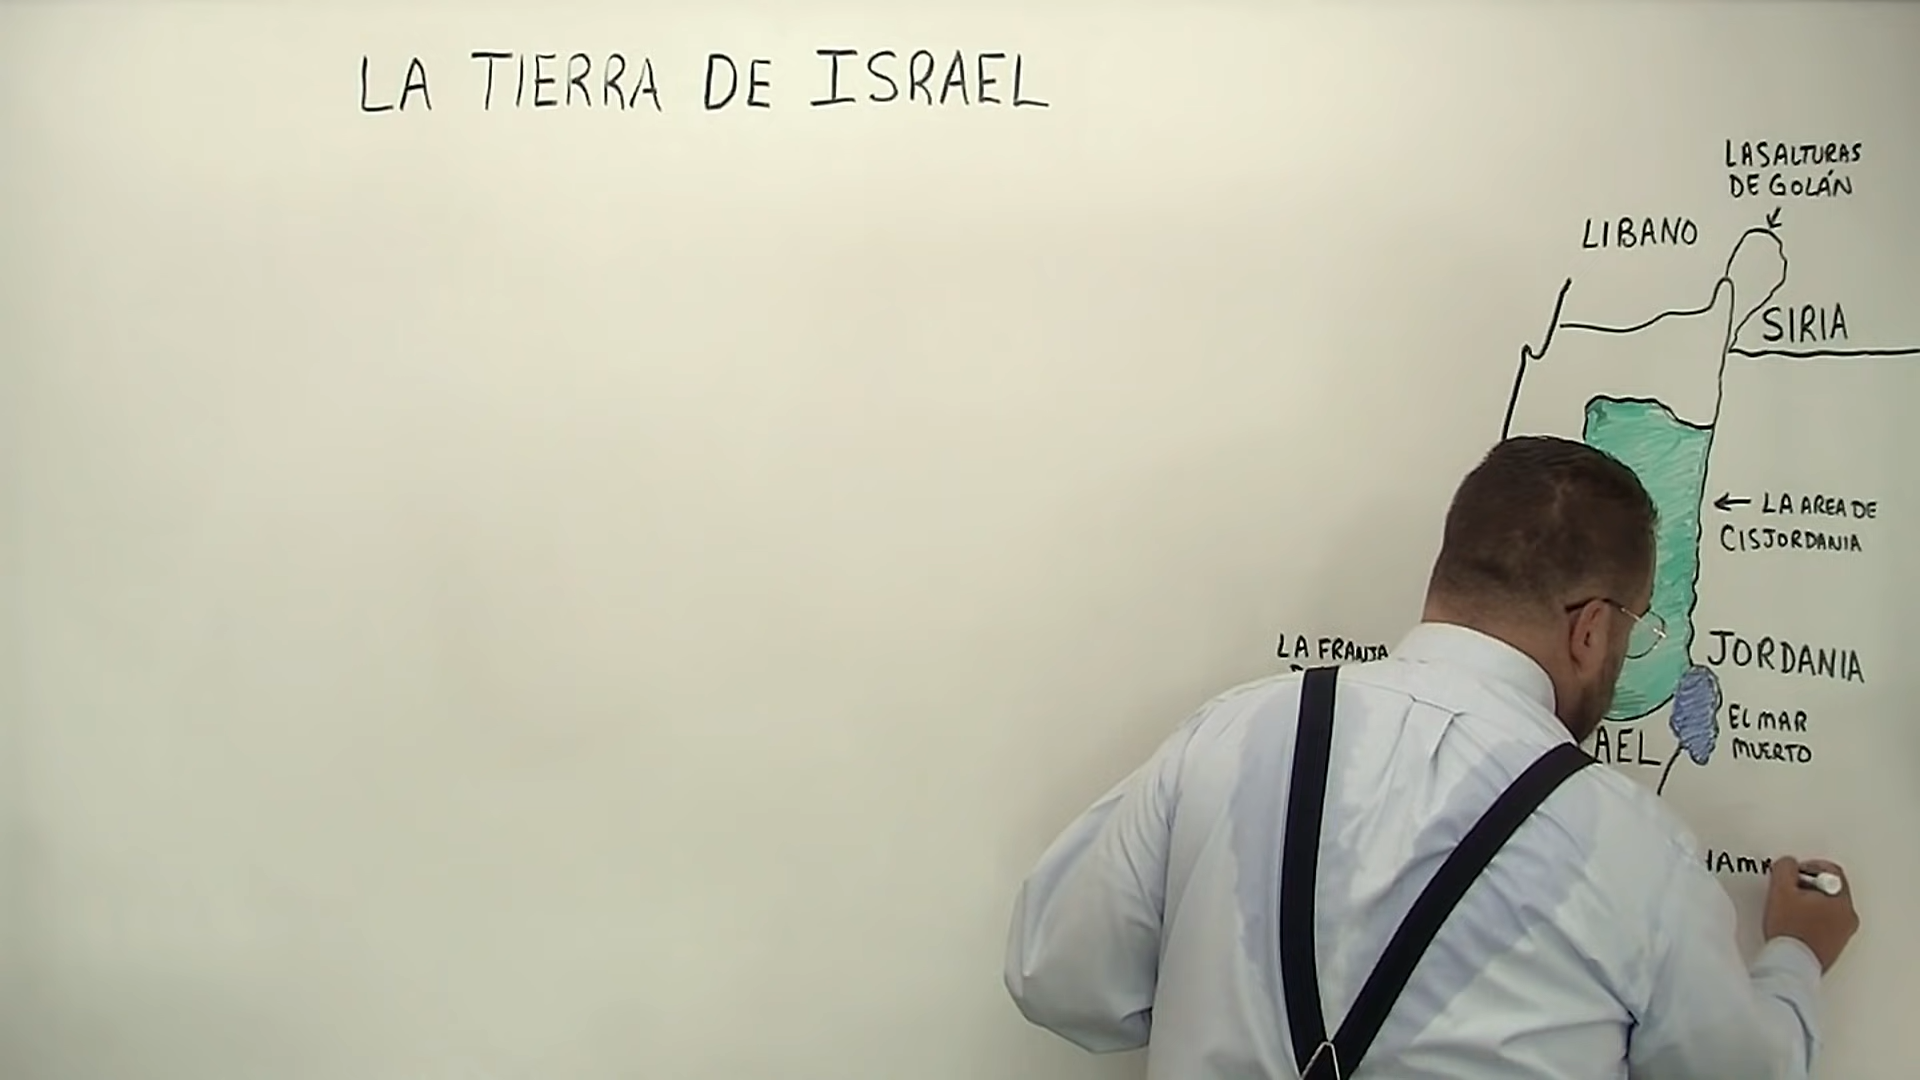 LA TIERRA DE ISRAEL
LAS ALTURAS
DE GOLÁN
LIBANO
SIRIA
← LA AREA DE
CISJORDANIA
LA FRANJA
JORDANIA
EL MAR
MUERTO